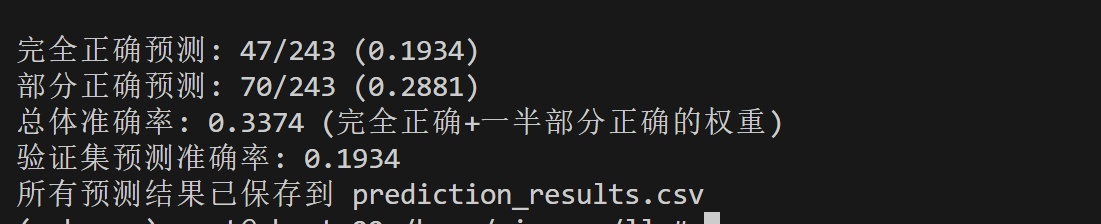 完全正确预测: 47/243 (0.1934)
部分正确预测: 70/243 (0.2881)
总体准确率: 0.3374 (完全正确+一半部分正确的权重)
验证集预测准确率: 0.1934
所有预测结果已保存到 prediction_results.csv